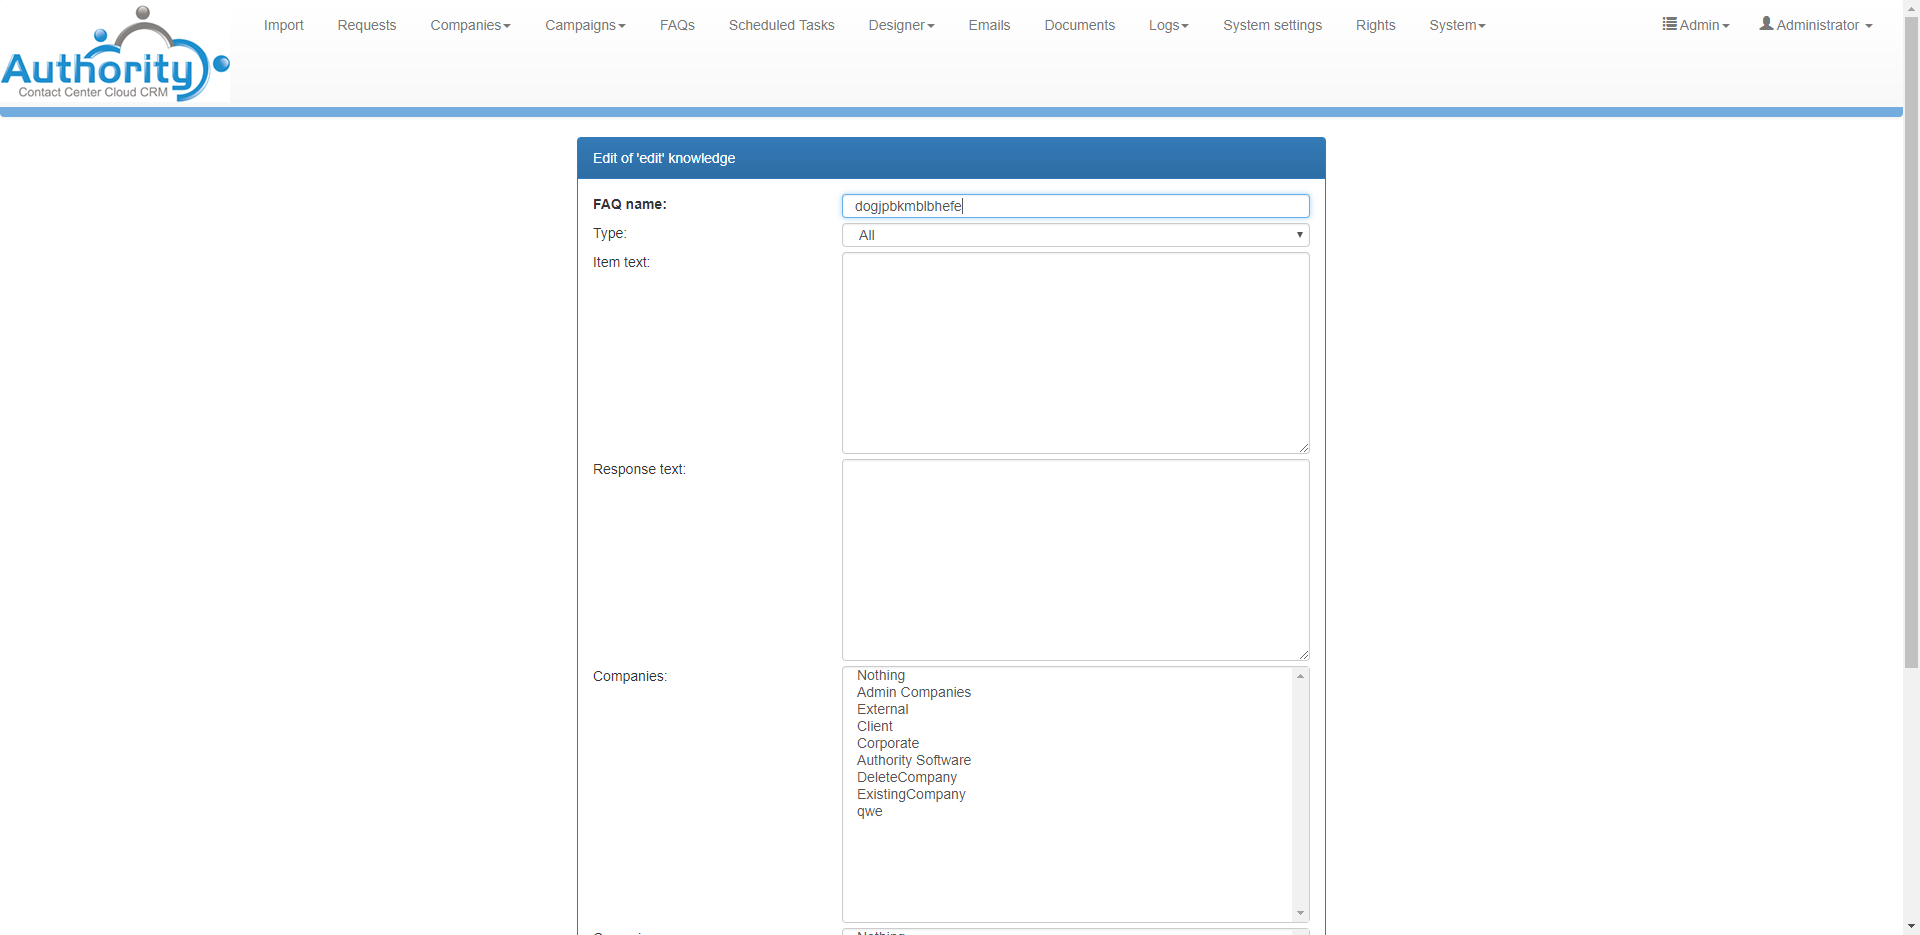 Import Requests Companies Campaigns FAQs Scheduled Tasks Designer Emails Documents Logs System settings Rights System Admin Administrator
Authority
Contact Center Cloud CRM
Edit of 'edit' knowledge
FAQ name: dogjpbkmblbhefe
Type: All
Item text:
Response text:
Companies:
Nothing
Admin Companies
External
Client
Corporate
Authority Software
DeleteCompany
ExistingCompany
qwe
Nothing